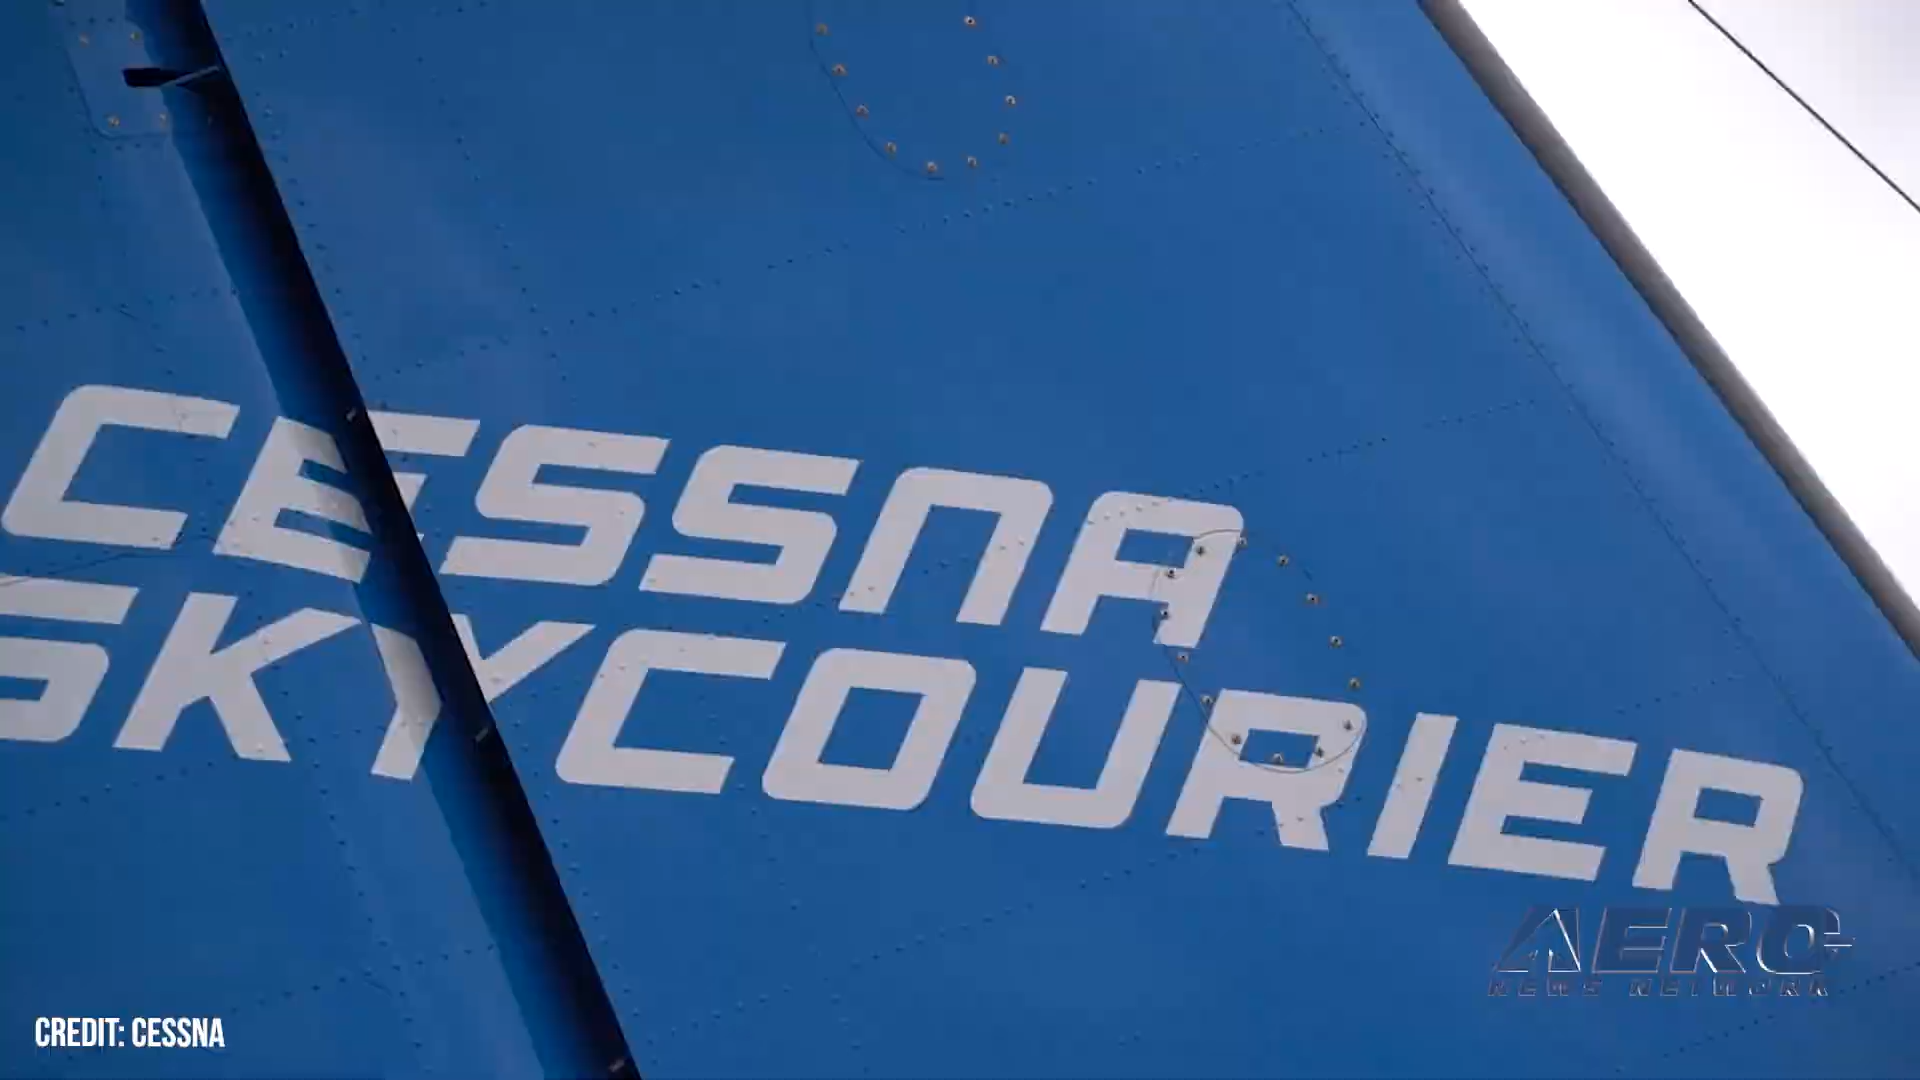 CESSNA
SKYCOURIER
AERO
NEWS NETWORK
CREDIT: CESSNA